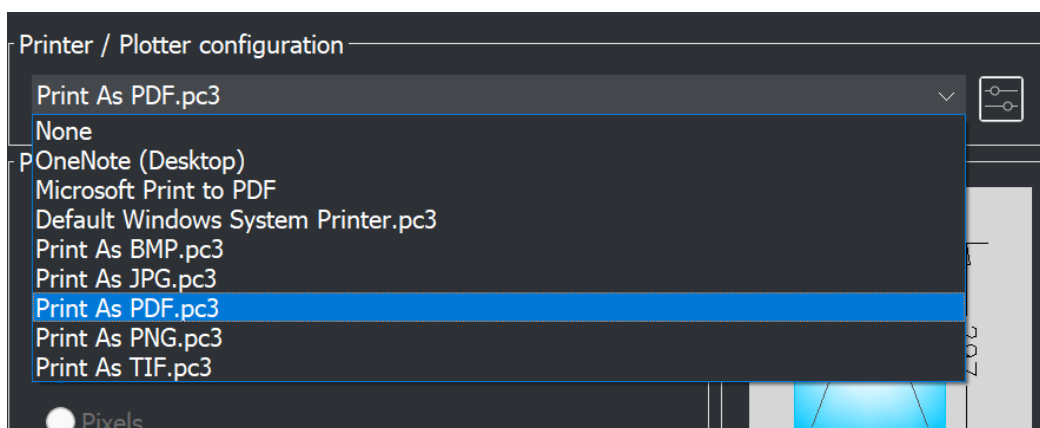 Printer / Plotter configuration
Print As PDF.pc3
None
P
OneNote (Desktop)
Microsoft Print to PDF
Default Windows System Printer.pc3
Print As BMP.pc3
Print As JPG.pc3
Print As PDF.pc3
Print As PNG.pc3
Print As TIF.pc3
297
Pixels